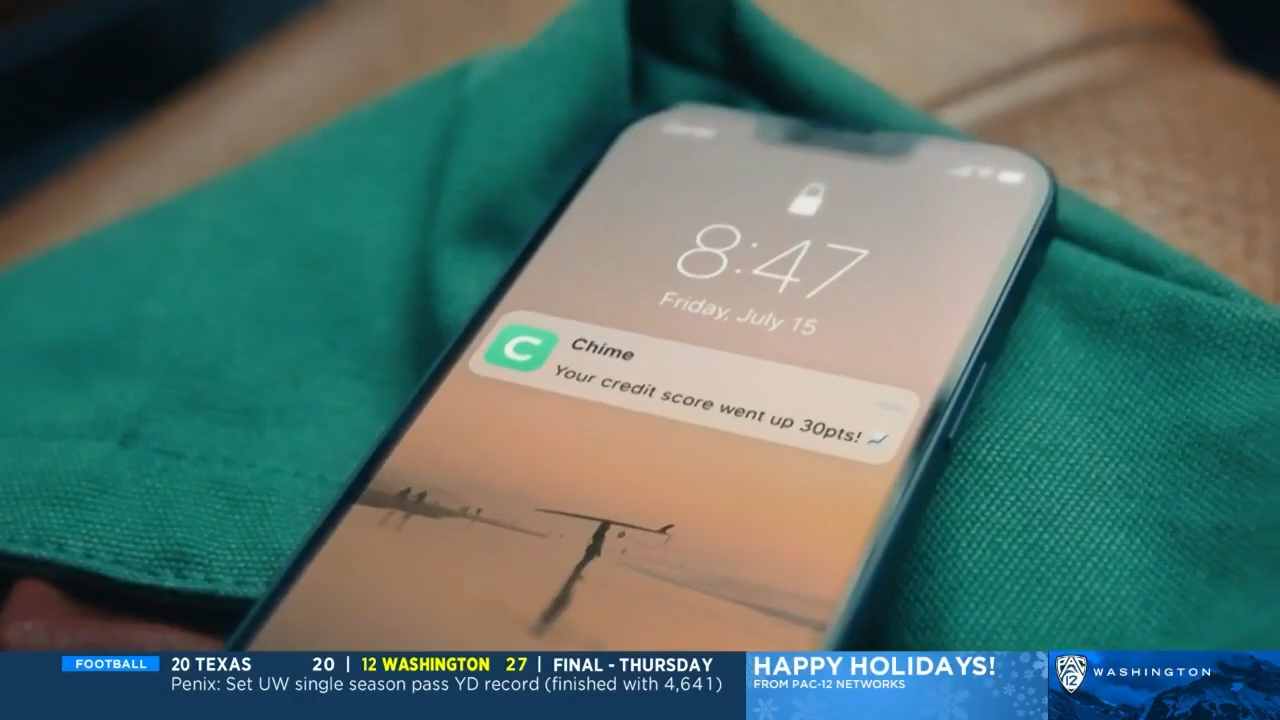 8:47
Friday, July 15
C
Chime
Your credit score went up 30pts!
FOOTBALL
20 TEXAS 20 | 12 WASHINGTON 27 | FINAL - THURSDAY
Penix: Set UW single season pass YD record (finished with 4,641)
HAPPY HOLIDAYS!
FROM PAC-12 NETWORKS
PAC 12
WASHINGTON